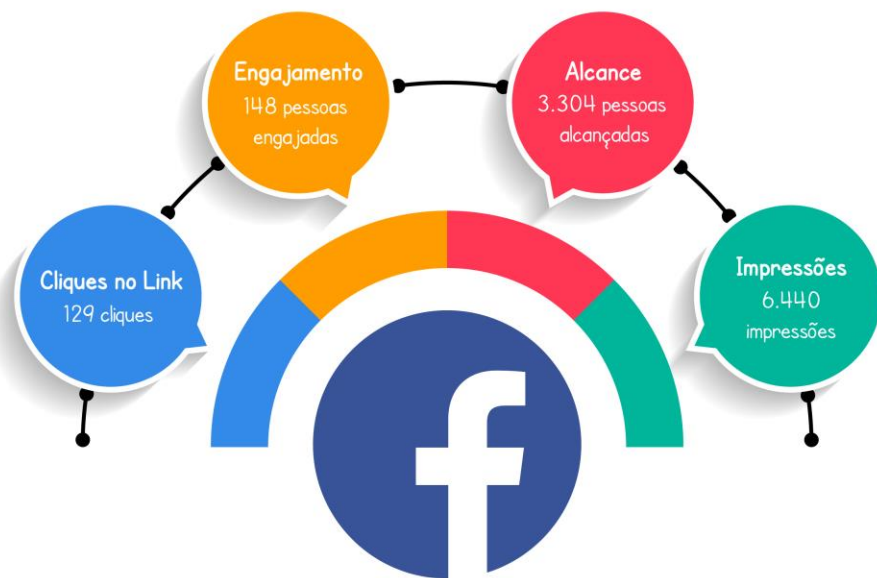 Engajamento
148 pessoas
engajadas
Alcance
3.304 pessoas
alcançadas
Cliques no Link
129 cliques
Impressões
6.440
impressões
f